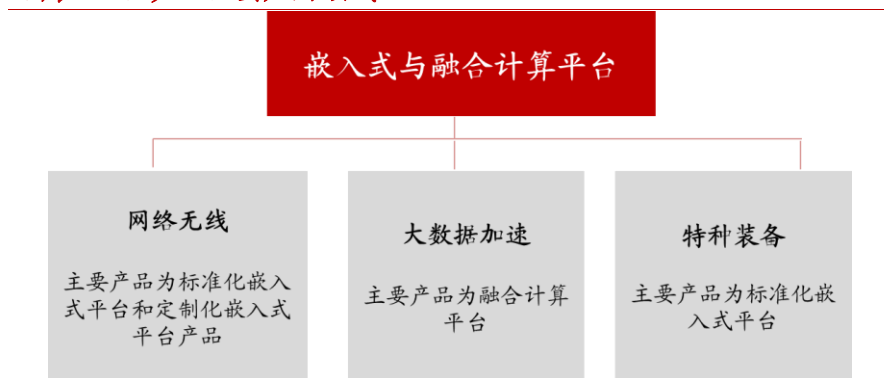 嵌入式与融合计算平台
网络无线
主要产品为标准化嵌入
式平台和定制化嵌入式
平台产品
大数据加速
主要产品为融合计算
平台
特种装备
主要产品为标准化嵌
入式平台